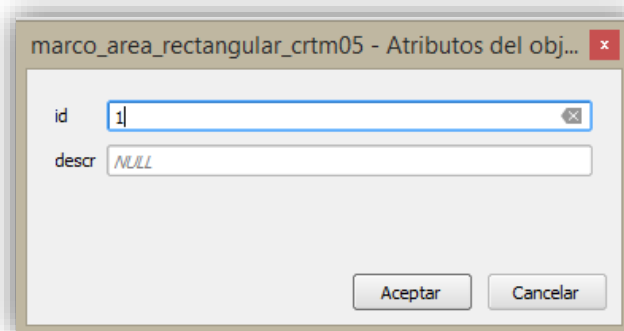 marco_area_rectangular_crtm05 - Atributos del obj... x
id 1
descr NULL
Aceptar Cancelar